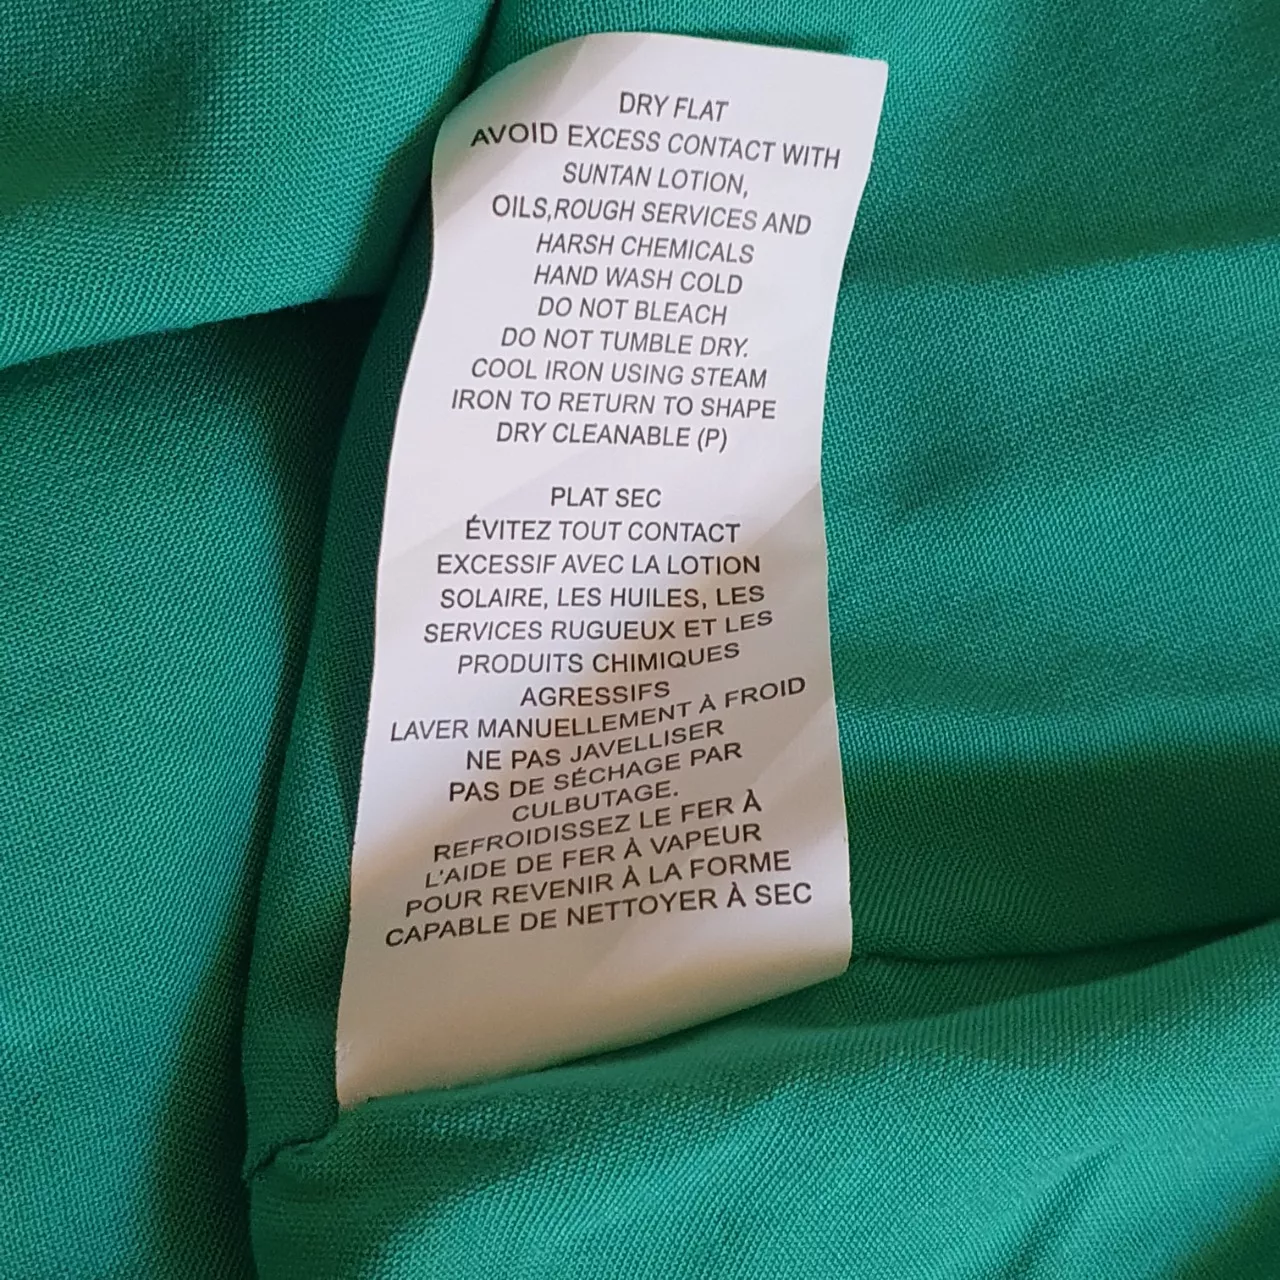 DRY FLAT
AVOID EXCESS CONTACT WITH
SUNTAN LOTION,
OILS,ROUGH SERVICES AND
HARSH CHEMICALS
HAND WASH COLD
DO NOT BLEACH
DO NOT TUMBLE DRY.
COOL IRON USING STEAM
IRON TO RETURN TO SHAPE
DRY CLEANABLE (P)
PLAT SEC
ÉVITEZ TOUT CONTACT
EXCESSIF AVEC LA LOTION
SOLAIRE, LES HUILES, LES
SERVICES RUGUEUX ET LES
PRODUITS CHIMIQUES
AGRESSIFS
LAVER MANUELLEMENT À FROID
NE PAS JAVELLISER
PAS DE SÉCHAGE PAR
CULBUTAGE.
REFROIDISSEZ LE FER À
L'AIDE DE FER À VAPEUR
POUR REVENIR À LA FORME
CAPABLE DE NETTOYER À SEC